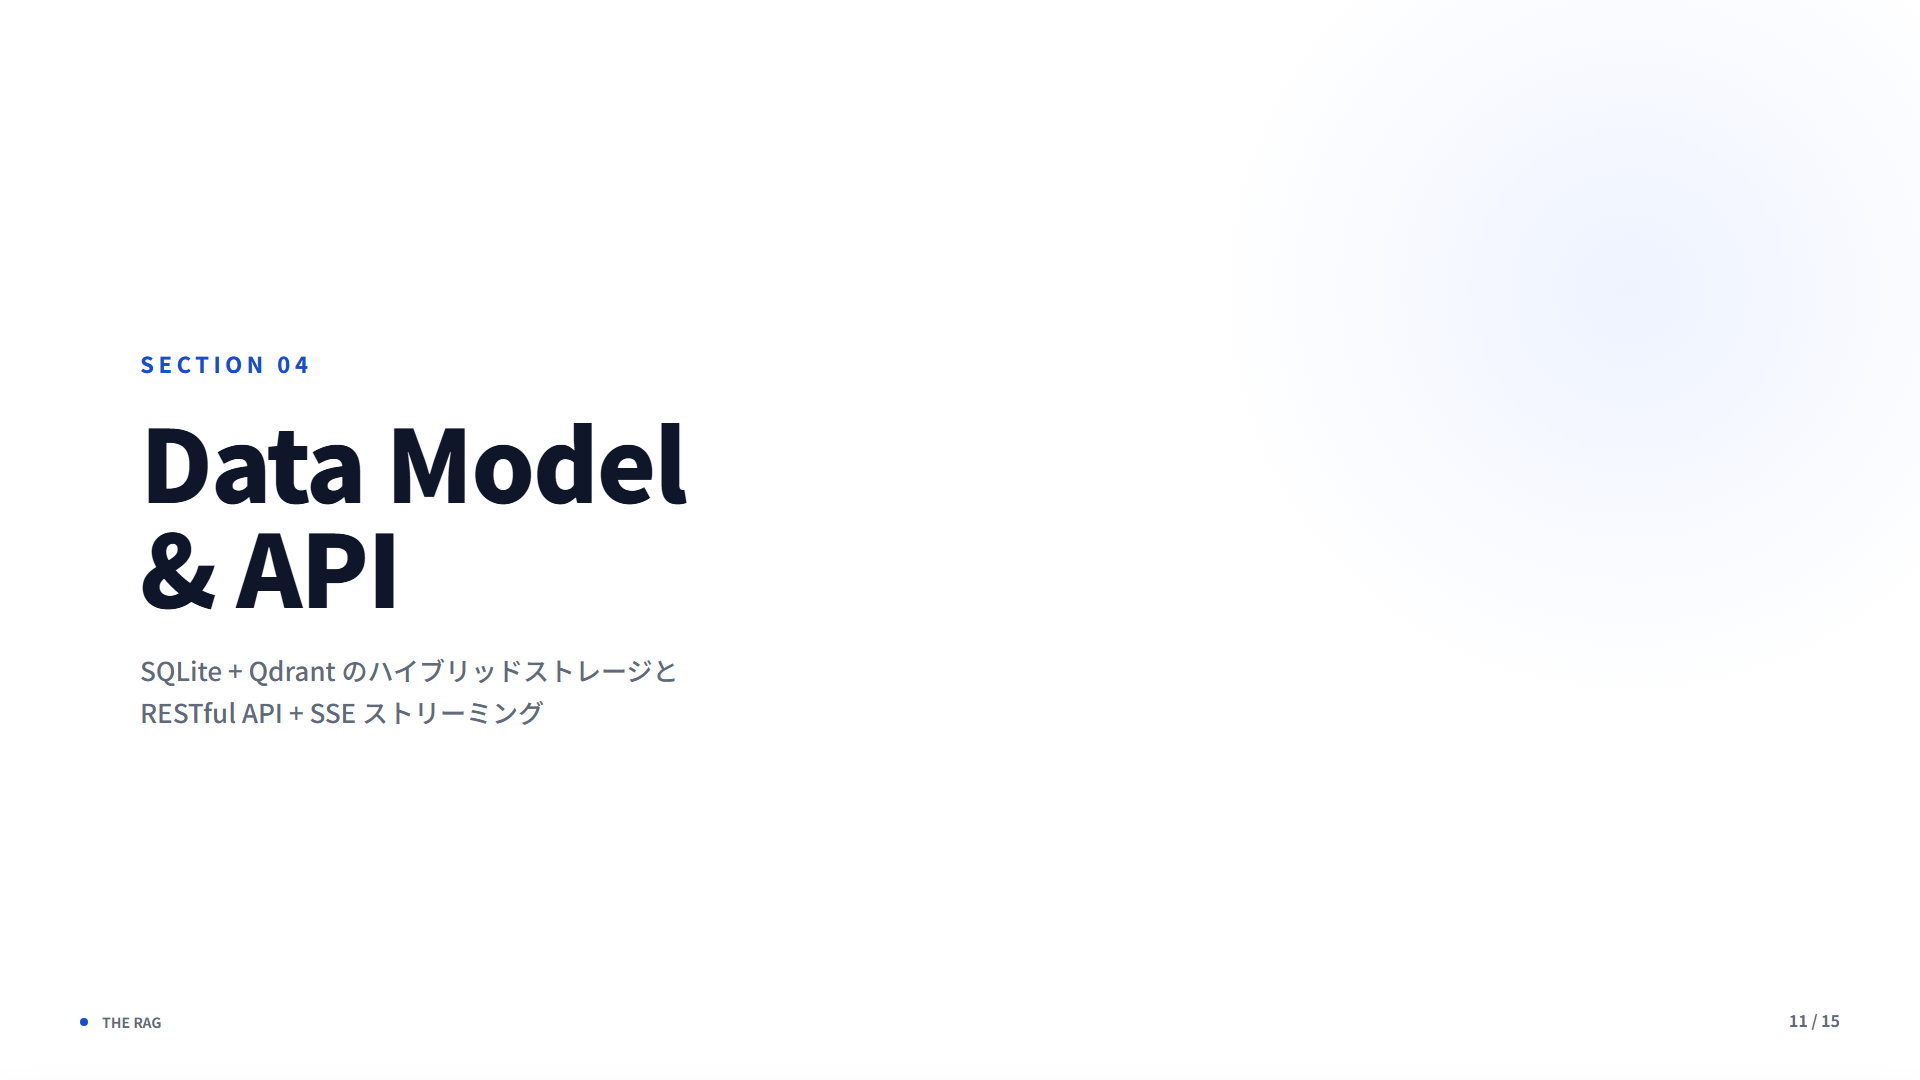 SECTION 04
Data Model
& API
SQLite + Qdrant のハイブリッドストレージと
RESTful API + SSE ストリーミング
THE RAG
11 / 15